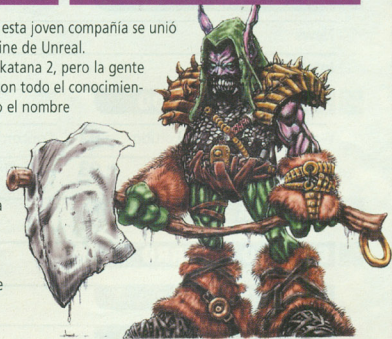 esta joven compañía se unió
ine de Unreal.
katana 2, pero la gente
on todo el conocimien-
o el nombre
a
e